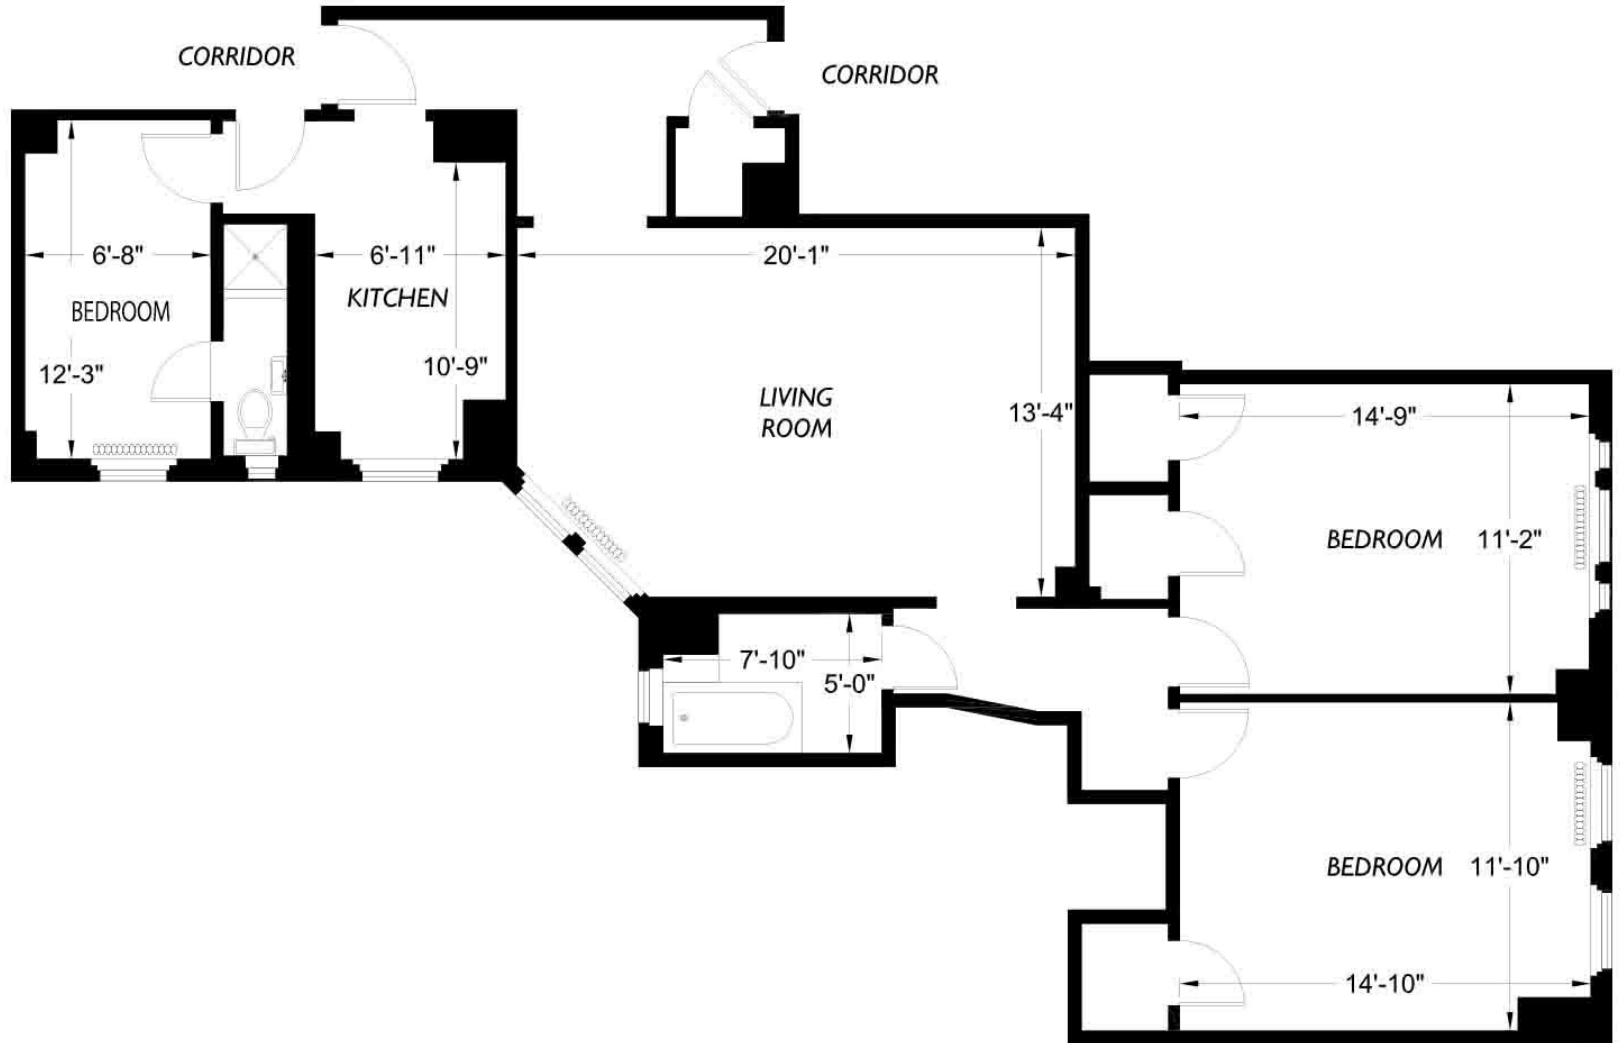 CORRIDOR
CORRIDOR
6'-8"
6'-11"
20'-1"
BEDROOM
KITCHEN
12'-3"
10'-9"
LIVING
ROOM
13'-4"
14'-9"
BEDROOM
11'-2"
7'-10"
5'-0"
BEDROOM
11'-10"
14'-10"